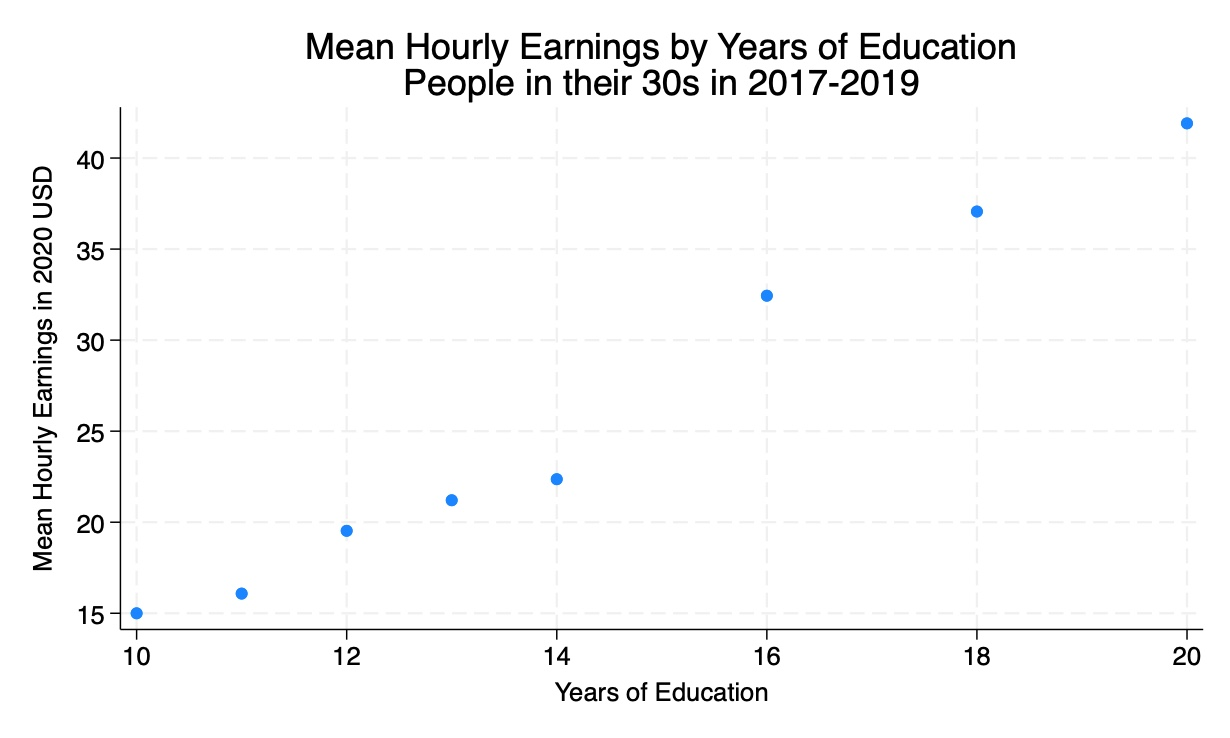 Mean Hourly Earnings by Years of Education
People in their 30s in 2017-2019
Mean Hourly Earnings in 2020 USD
40
35
30
25
20
15
10 12 14 16 18 20
Years of Education